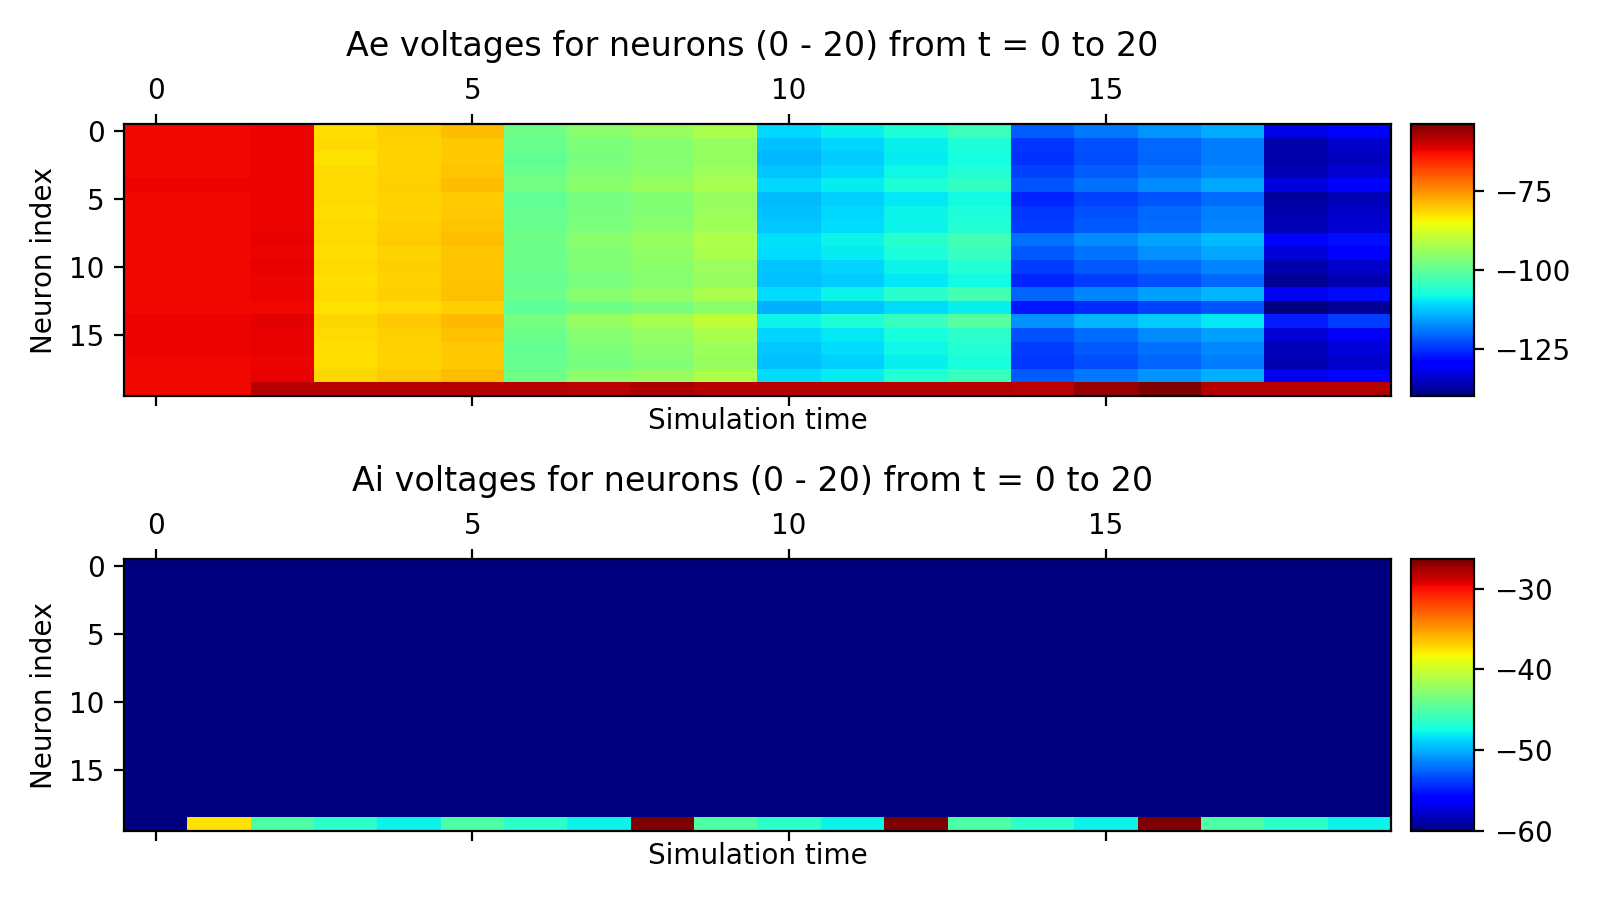 Ae voltages for neurons (0 - 20) from t = 0 to 20
0 5 10 15
0
5
10
15
Neuron index
Simulation time
−75
−100
−125
Ai voltages for neurons (0 - 20) from t = 0 to 20
0 5 10 15
0
5
10
15
Neuron index
Simulation time
−30
−40
−50
−60